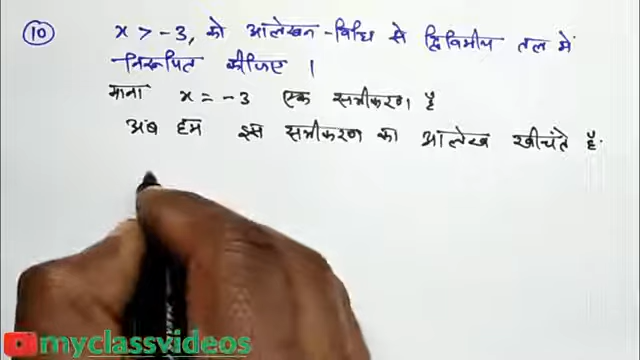 (10) x > -3, को आलेखन-विधि से द्विविमीय तल में
निरूपित कीजिए ।
माना x = -3 एक समीकरण है
अब हम इस समीकरण का आलेख खींचते है.
myclassvideos